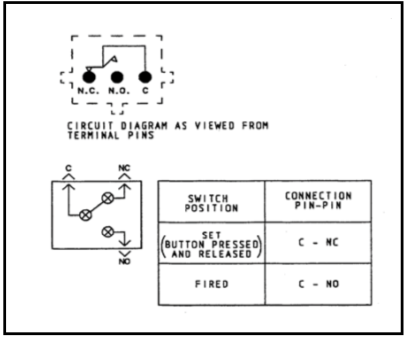 N.C. N.O. C
CIRCUIT DIAGRAM AS VIEWED FROM
TERMINAL PINS
C NC
NO
SWITCH
POSITION
CONNECTION
PIN-PIN
SET
(BUTTON PRESSED
AND RELEASED)
C - NC
FIRED
C - NO